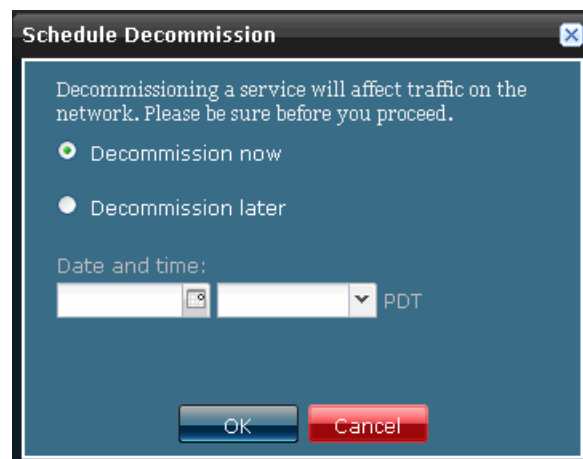 Schedule Decommission
Decommissioning a service will affect traffic on the
network. Please be sure before you proceed.
Decommission now
Decommission later
Date and time:
PDT
OK Cancel